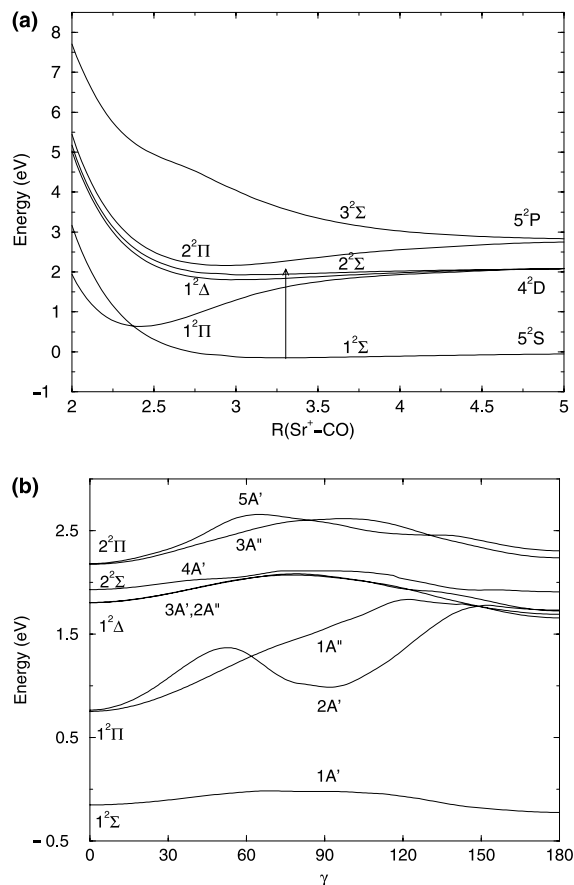 (a)
8
7
6
5
4
3
2
1
0
−1
Energy (eV)
3²Σ
5²P
2²Π
2²Σ
1²Δ
4²D
1²Π
1²Σ
5²S
2 2.5 3 3.5 4 4.5 5
R(Sr⁺−CO)
(b)
2.5
1.5
0.5
−0.5
Energy (eV)
5A'
2²Π
3A"
4A'
2²Σ
3A',2A"
1²Δ
1A"
2A'
1²Π
1A'
1²Σ
0 30 60 90 120 150 180
γ